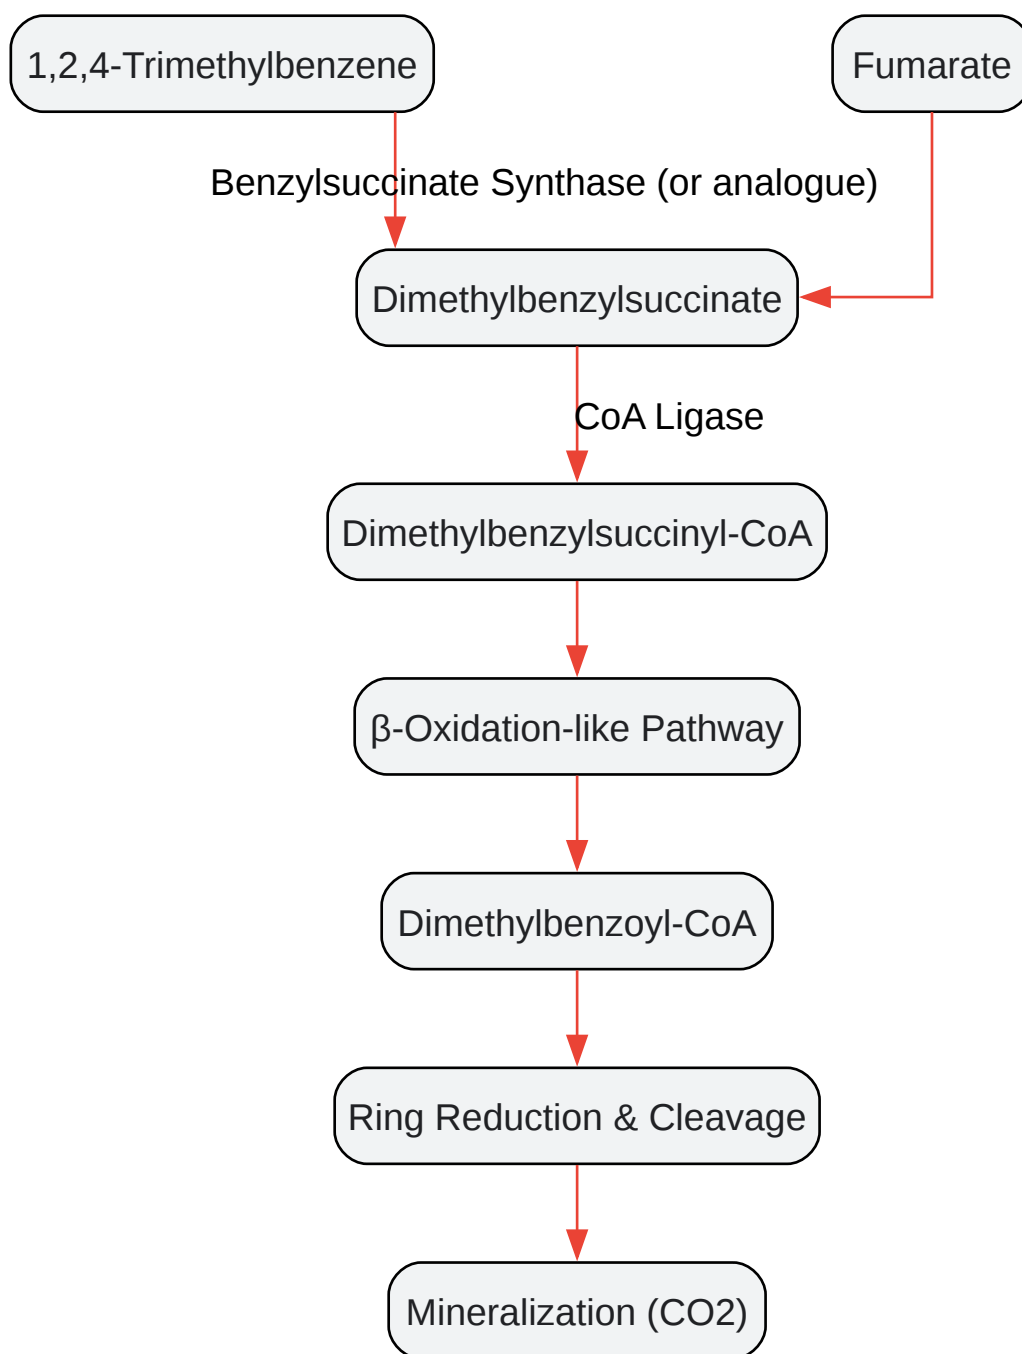 1,2,4-Trimethylbenzene
Fumarate
Benzylsuccinate Synthase (or analogue)
Dimethylbenzylsuccinate
CoA Ligase
Dimethylbenzylsuccinyl-CoA
β-Oxidation-like Pathway
Dimethylbenzoyl-CoA
Ring Reduction & Cleavage
Mineralization (CO2)